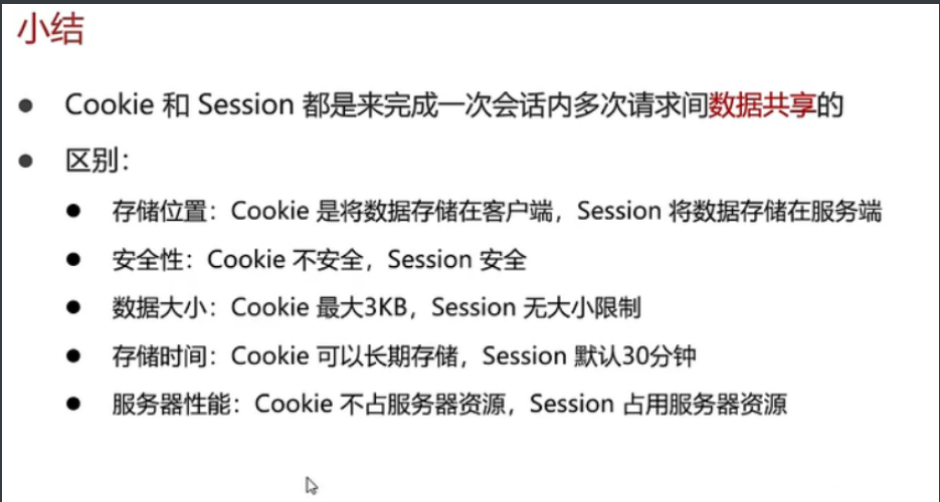 小结
● Cookie 和 Session 都是来完成一次会话内多次请求间数据共享的
● 区别：
● 存储位置：Cookie 是将数据存储在客户端，Session 将数据存储在服务端
● 安全性：Cookie 不安全，Session 安全
● 数据大小：Cookie 最大3KB，Session 无大小限制
● 存储时间：Cookie 可以长期存储，Session 默认30分钟
● 服务器性能：Cookie 不占服务器资源，Session 占用服务器资源